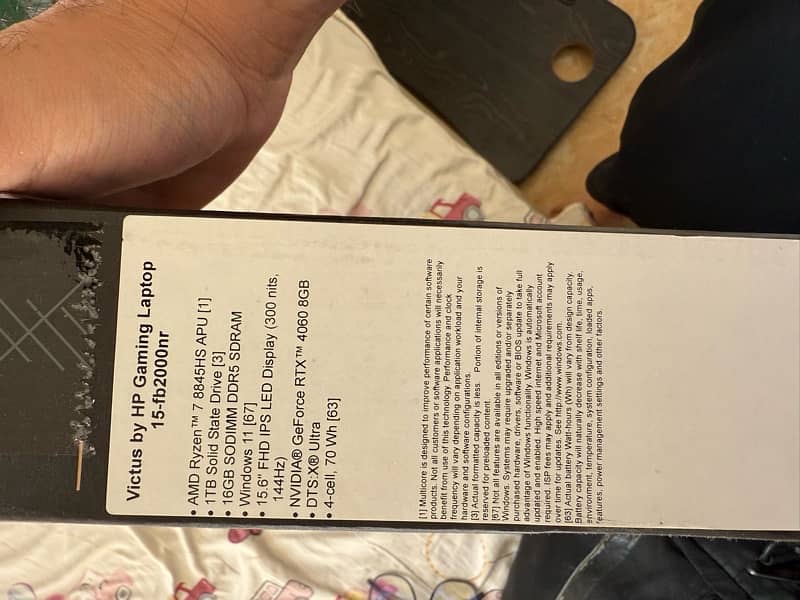 Victus by HP Gaming Laptop
15-fb2000nr
• AMD Ryzen™ 7 8845HS APU [1]
• 1TB Solid State Drive [3]
• 16GB SODIMM DDR5 SDRAM
• Windows 11 [67]
• 15.6" FHD IPS LED Display (300 nits,
144Hz)
• NVIDIA® GeForce RTX™ 4060 8GB
• DTS:X® Ultra
• 4-cell, 70 Wh [63]
[1] Multicore is designed to improve performance of certain software
products. Not all customers or software applications will necessarily
benefit from use of this technology. Performance and clock
frequency will vary depending on application workload and your
hardware and software configurations.
[3] Actual formatted capacity is less. Portion of internal storage is
reserved for preloaded content.
[67] Not all features are available in all editions or versions of
Windows. Systems may require upgraded and/or separately
purchased hardware, drivers, software or BIOS update to take full
advantage of Windows functionality. Windows is automatically
updated and enabled. High speed internet and Microsoft account
required. ISP fees may apply and additional requirements may apply
over time for updates. See http://www.windows.com.
[63] Actual battery Watt-hours (Wh) will vary from design capacity.
Battery capacity will naturally decrease with shelf life, time, usage,
environment, temperature, system configuration, loaded apps,
features, power management settings and other factors.